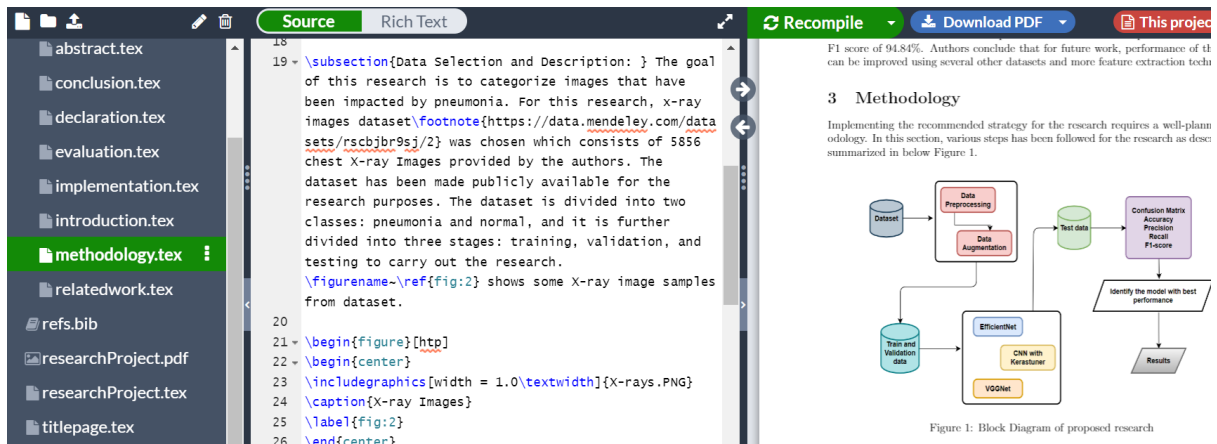 Source
Rich Text
Recompile
Download PDF
This projec
abstract.tex
conclusion.tex
declaration.tex
evaluation.tex
implementation.tex
introduction.tex
methodology.tex
relatedwork.tex
refs.bib
researchProject.pdf
researchProject.tex
titlepage.tex
18
19 \subsection{Data Selection and Description: } The goal
of this research is to categorize images that have
been impacted by pneumonia. For this research, x-ray
images dataset\footnote{https://data.mendeley.com/data
sets/rscbjbr9sj/2} was chosen which consists of 5856
chest X-ray Images provided by the authors. The
dataset has been made publicly available for the
research purposes. The dataset is divided into two
classes: pneumonia and normal, and it is further
divided into three stages: training, validation, and
testing to carry out the research.
\figurename~\ref{fig:2} shows some X-ray image samples
from dataset.
20
21 \begin{figure}[htp]
22 \begin{center}
23 \includegraphics[width = 1.0\textwidth]{X-rays.PNG}
24 \caption{X-ray Images}
25 \label{fig:2}
26 \end{center}
F1 score of 94.84%. Authors conclude that for future work, performance of th
can be improved using several other datasets and more feature extraction techn
3 Methodology
Implementing the recommended strategy for the research requires a well-plann
odology. In this section, various steps has been followed for the research as descr
summarized in below Figure 1.
Dataset
Data
Preprocessing
Data
Augmentation
Test data
Confusion Matrix
Accuracy
Precision
Recall
F1-score
Identify the model with best
performance
Results
Train and
Validation
data
EfficientNet
CNN with
Kerastuner
VGGNet
Figure 1: Block Diagram of proposed research